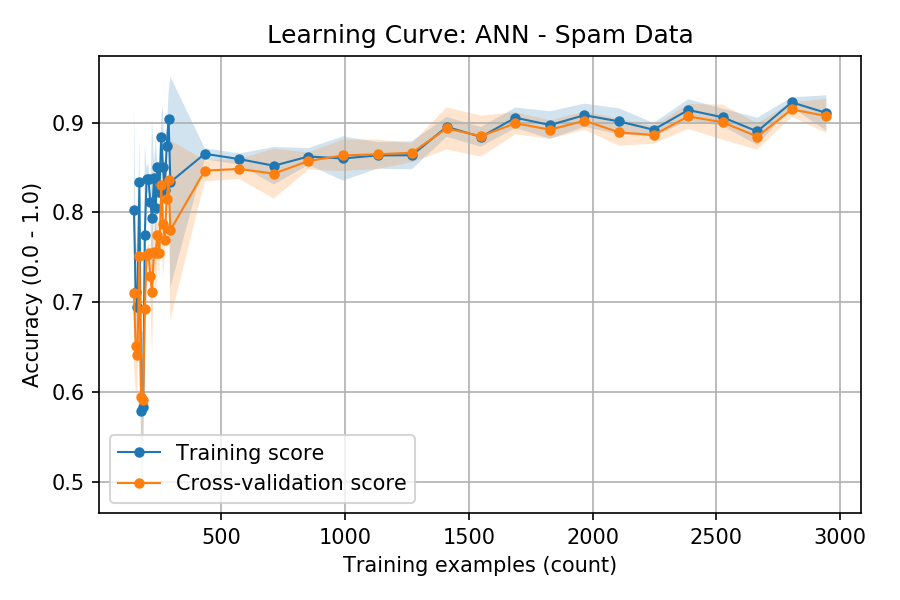 Learning Curve: ANN - Spam Data
Accuracy (0.0 - 1.0)
0.9
0.8
0.7
0.6
0.5
Training score
Cross-validation score
500 1000 1500 2000 2500 3000
Training examples (count)